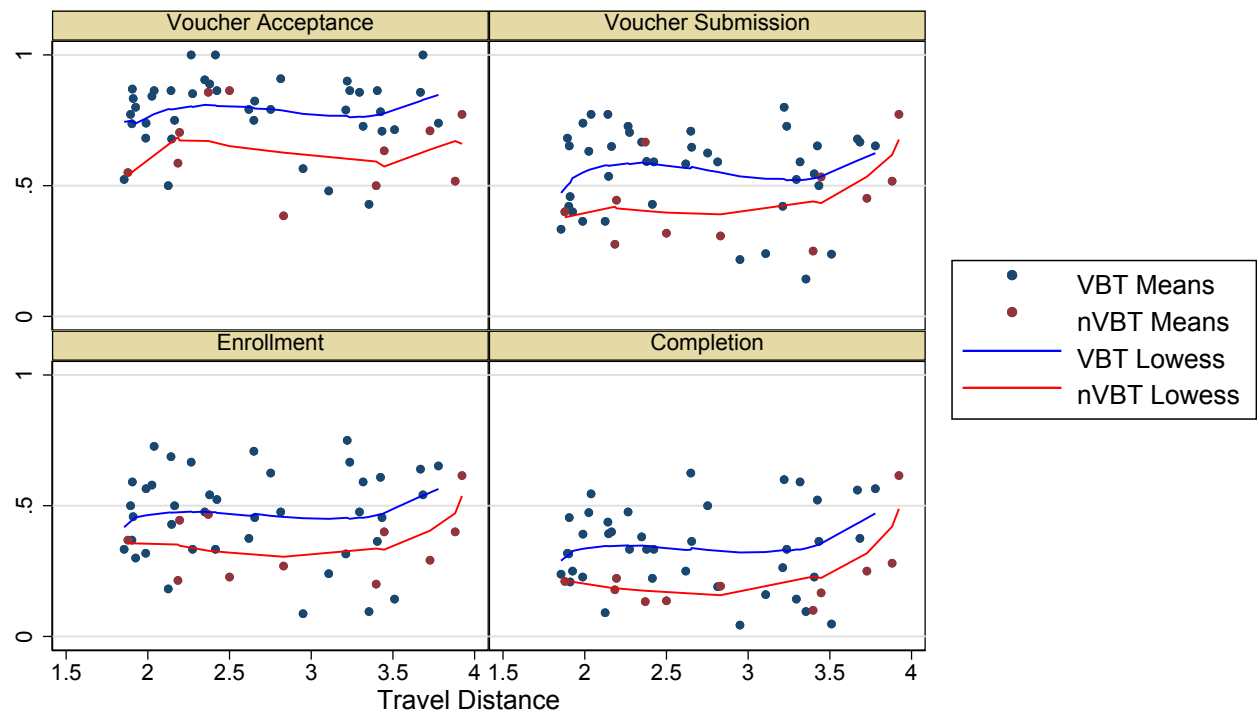 Voucher Acceptance
Voucher Submission
1
.5
0
Enrollment
Completion
1
.5
0
1.5 2 2.5 3 3.5 4
1.5 2 2.5 3 3.5 4
Travel Distance
VBT Means
nVBT Means
VBT Lowess
nVBT Lowess